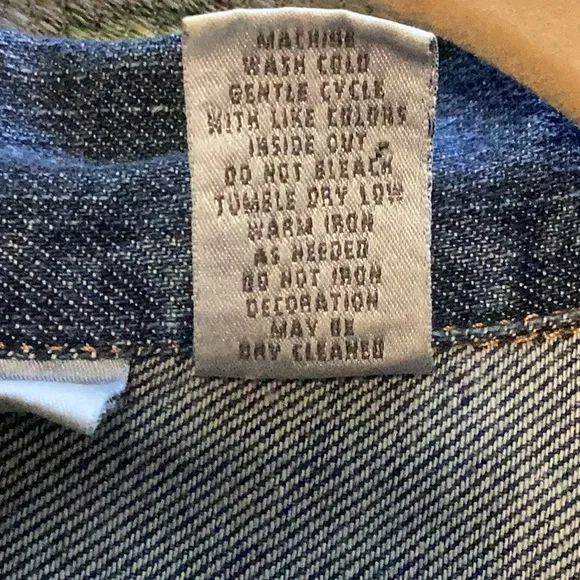 MACHINE
WASH COLD
GENTLE CYCLE
WITH LIKE COLORS
INSIDE OUT
DO NOT BLEACH
TUMBLE DRY LOW
WARM IRON
AS NEEDED
DO NOT IRON
DECORATION
MAY BE
DRY CLEANED